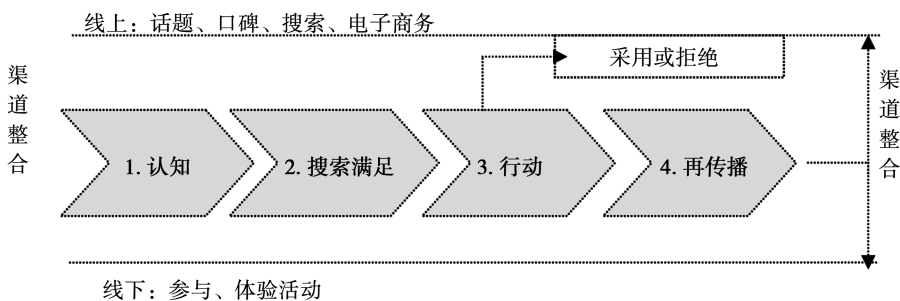 线上：话题、口碑、搜索、电子商务
采用或拒绝
渠道整合
渠道整合
1. 认知
2. 搜索满足
3. 行动
4. 再传播
线下：参与、体验活动